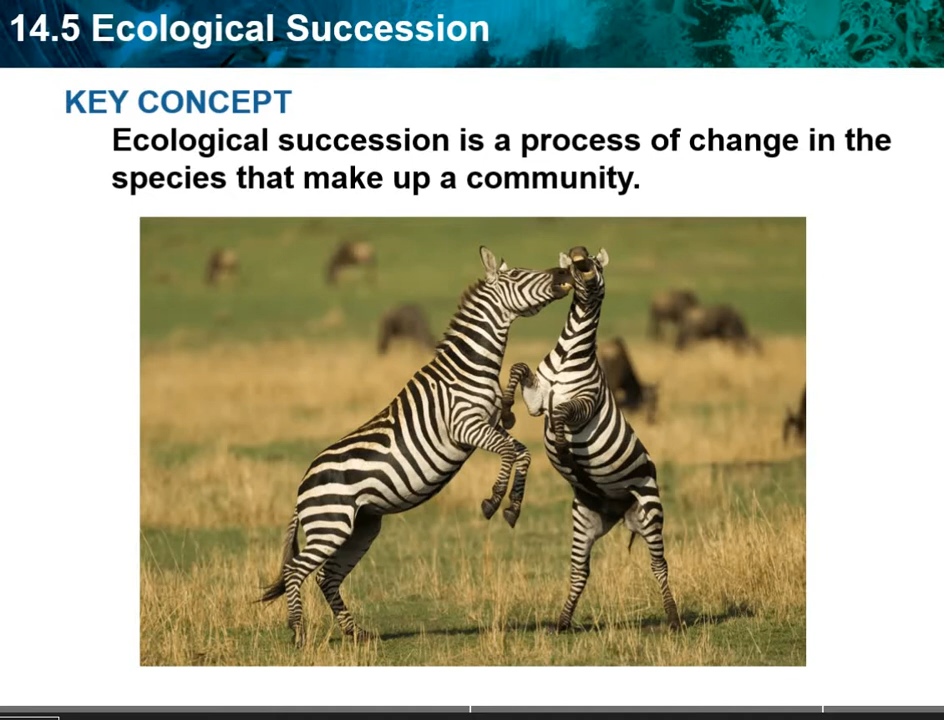 14.5 Ecological Succession
KEY CONCEPT
Ecological succession is a process of change in the
species that make up a community.